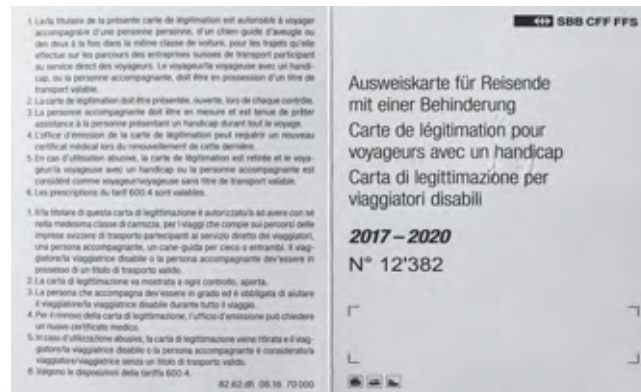 1. Le/la titulaire de la présente carte de légitimation est autorisé/e à voyager
accompagné/e d'une personne personne, d'un chien-guide d'aveugle ou
des deux à la fois dans la même classe de voiture, pour les trajets qu'elle
effectue sur les parcours des entreprises suisses de transport participant
au service direct des voyageurs. Le voyageur/la voyageuse avec un handi-
cap, ou la personne accompagnante, doit être en possession d'un titre de
transport valable.
2. La carte de légitimation doit être présentée, ouverte, lors de chaque contrôle.
3. La personne accompagnante doit être en mesure et est tenue de prêter
assistance à la personne présentant un handicap durant tout le voyage.
4. L'office d'émission de la carte de légitimation peut requérir un nouveau
certificat médical lors du renouvellement de cette dernière.
5. En cas d'utilisation abusive, la carte de légitimation est retirée et le voya-
geur/la voyageuse avec un handicap ou la personne accompagnante est
considéré comme voyageur/voyageuse sans titre de transport valable.
6. Les prescriptions du tarif 600.4 sont valables.
1. Il/la titolare di questa carta di legittimazione è autorizzato/a ad avere con sé
nella medesima classe di carrozza, per i viaggi che compie sui percorsi delle
imprese svizzere di trasporto partecipanti al servizio diretto dei viaggiatori,
una persona accompagnante, un cane-guida per cieco o entrambi. Il viag-
giatore/la viaggiatrice disabile o la persona accompagnante dev'essere in
possesso di un titolo di trasporto valido.
2. La carta di legittimazione va mostrata a ogni controllo, aperta.
3. La persona che accompagna dev'essere in grado ed è obbligata di aiutare
il viaggiatore/la viaggiatrice disabile durante tutto il viaggio.
4. Per il rinnovo della carta di legittimazione, l'ufficio d'emissione può chiedere
un nuovo certificato medico.
5. In caso d'utilizzazione abusiva, la carta di legittimazione viene ritirata e il viag-
giatore/la viaggiatrice disabile o la persona accompagnante è considerato/a
viaggiatore/viaggiatrice senza un titolo di trasporto valido.
6. Valgono le disposizioni della tariffa 600.4.
82.62.dfi 08.16 70 000
SBB CFF FFS
Ausweiskarte für Reisende
mit einer Behinderung
Carte de légitimation pour
voyageurs avec un handicap
Carta di legittimazione per
viaggiatori disabili
2017 – 2020
N° 12'382